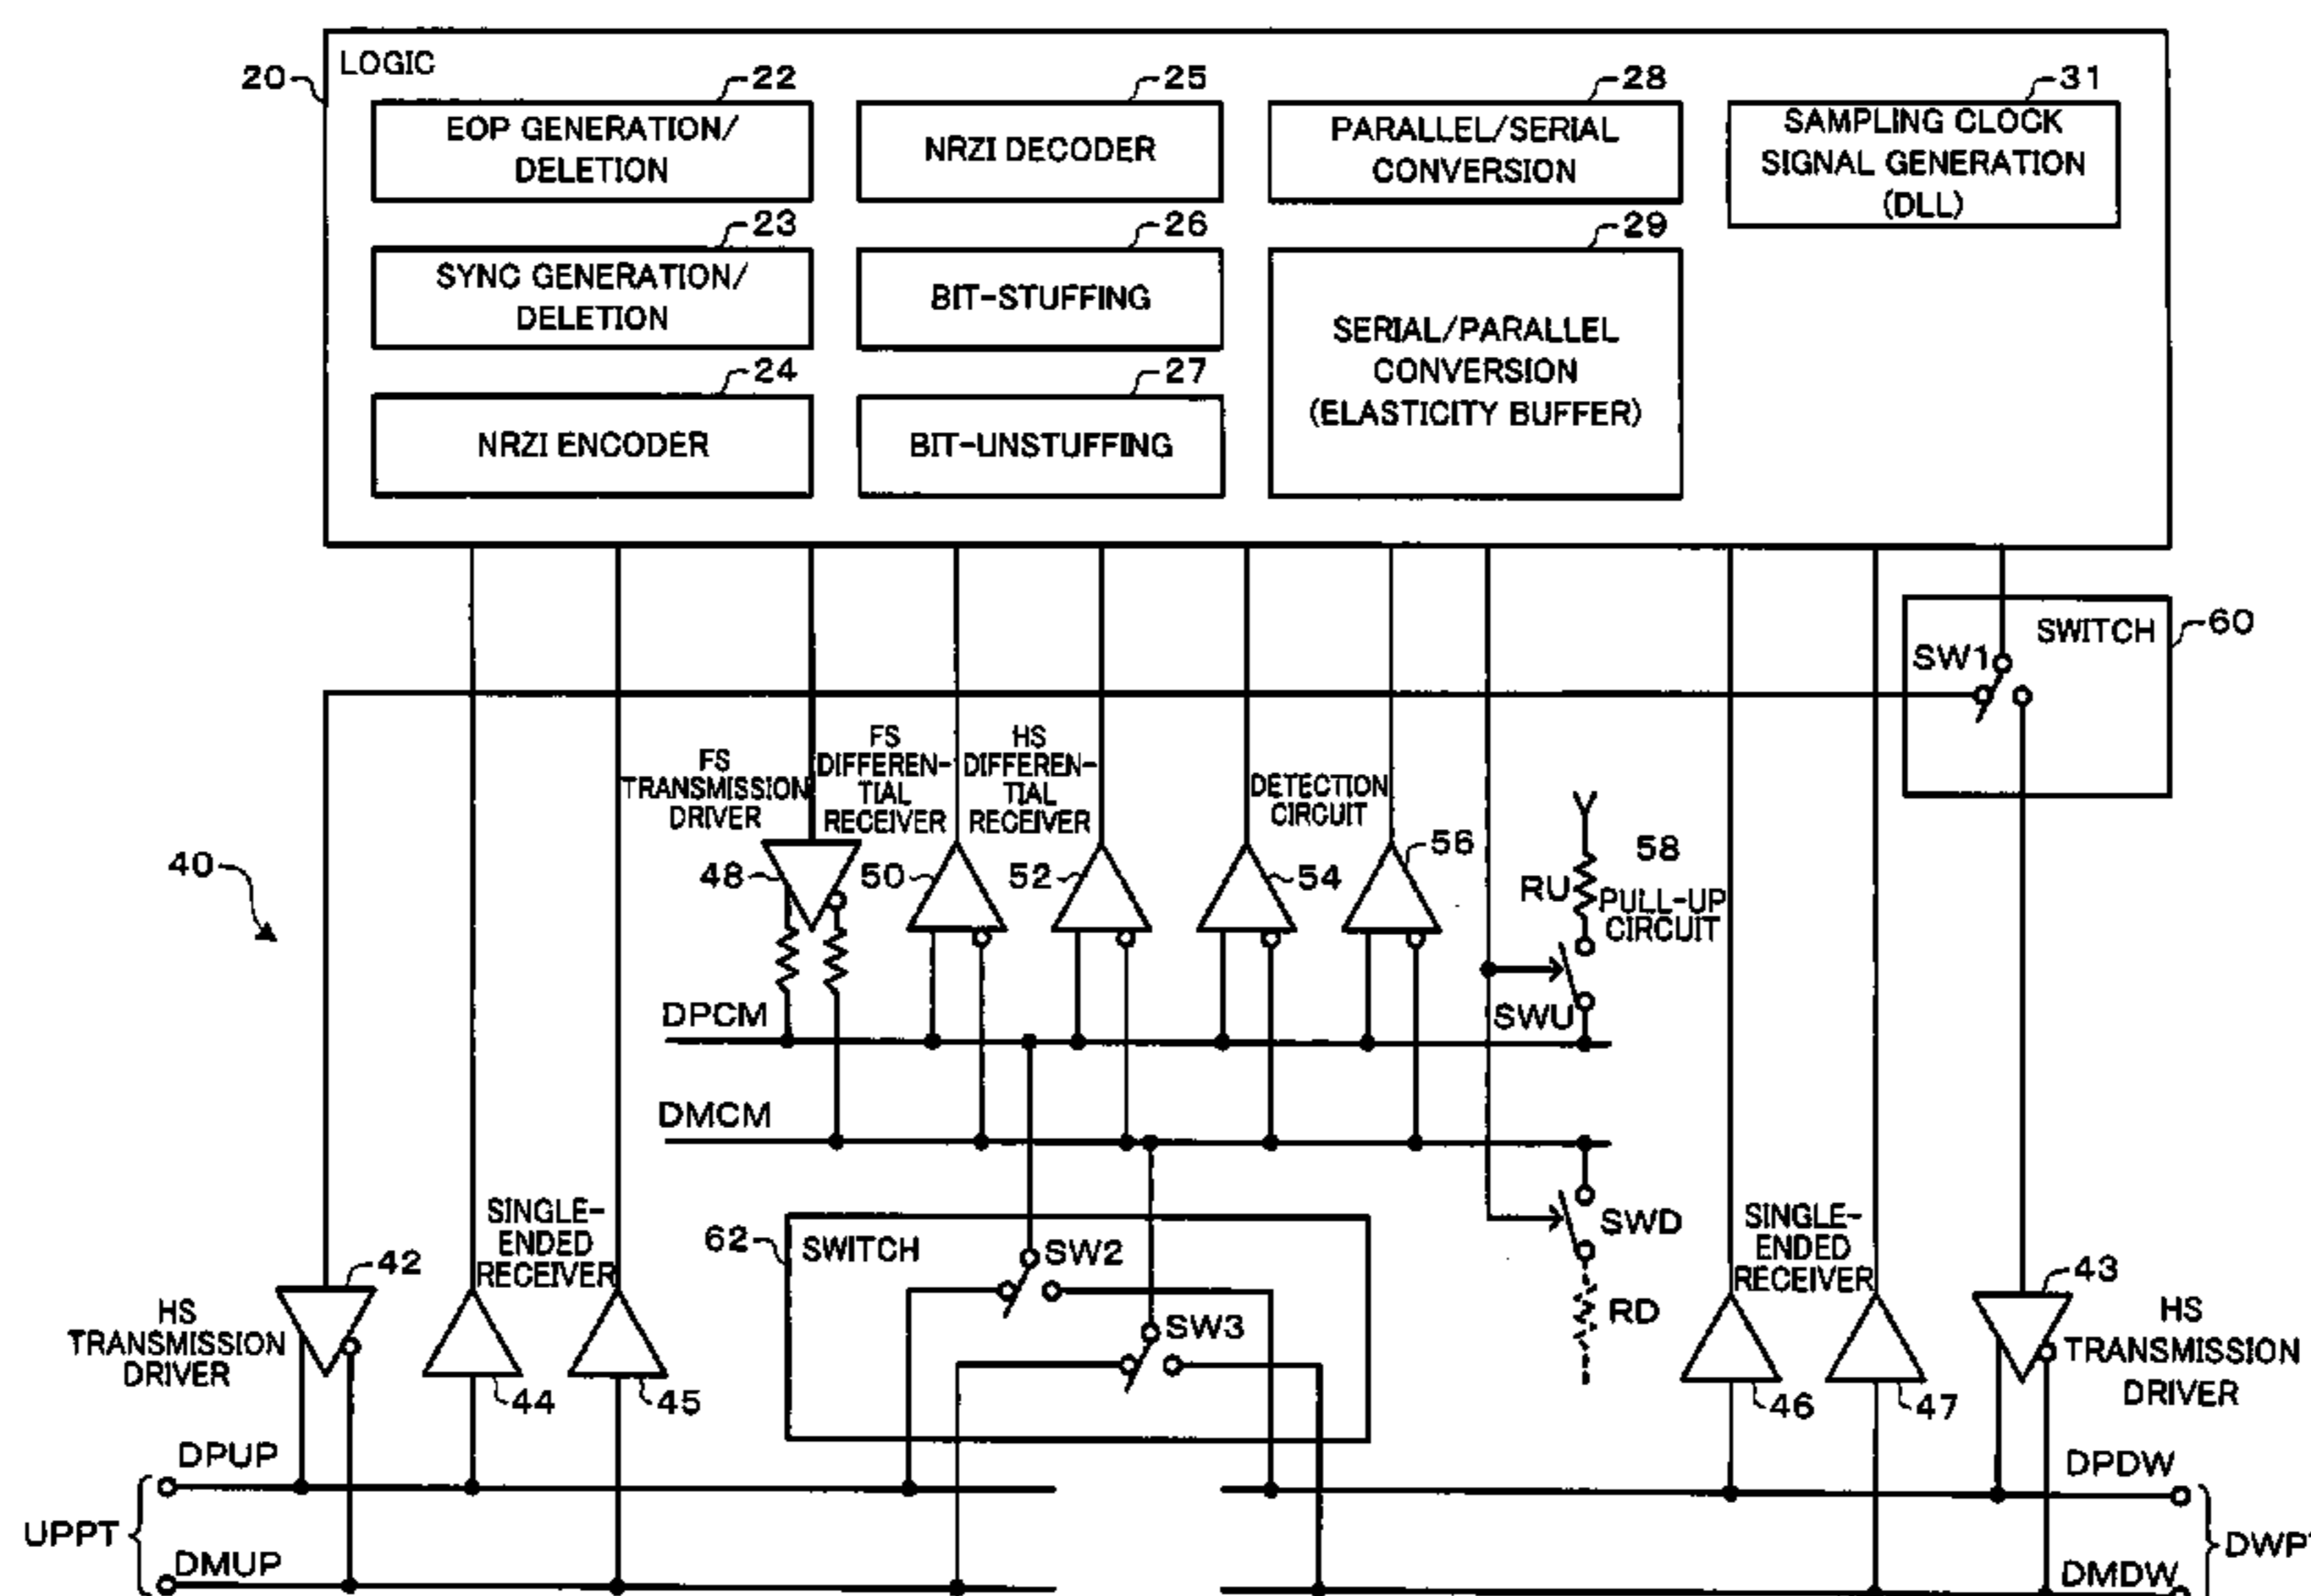 LOGIC
20
22
EOP GENERATION/
DELETION
25
NRZI DECODER
28
PARALLEL/SERIAL
CONVERSION
31
SAMPLING CLOCK
SIGNAL GENERATION
(DLL)
23
SYNC GENERATION/
DELETION
26
BIT-STUFFING
29
SERIAL/PARALLEL
CONVERSION
(ELASTICITY BUFFER)
24
NRZI ENCODER
27
BIT-UNSTUFFING
SWITCH
60
SW1
40
FS
TRANSMISSION
DRIVER
48
FS
DIFFEREN-
TIAL
RECEIVER
50
HS
DIFFEREN-
TIAL
RECEIVER
52
DETECTION
CIRCUIT
54
56
58
RU
PULL-UP
CIRCUIT
SWU
DPCM
DMCM
SWD
RD
62
SWITCH
SW2
SW3
42
HS
TRANSMISSION
DRIVER
SINGLE-
ENDED
RECEIVER
44
45
SINGLE-
ENDED
RECEIVER
46
47
43
HS
TRANSMISSION
DRIVER
DPUP
UPPT
DMUP
DPDW
DWPT
DMDW